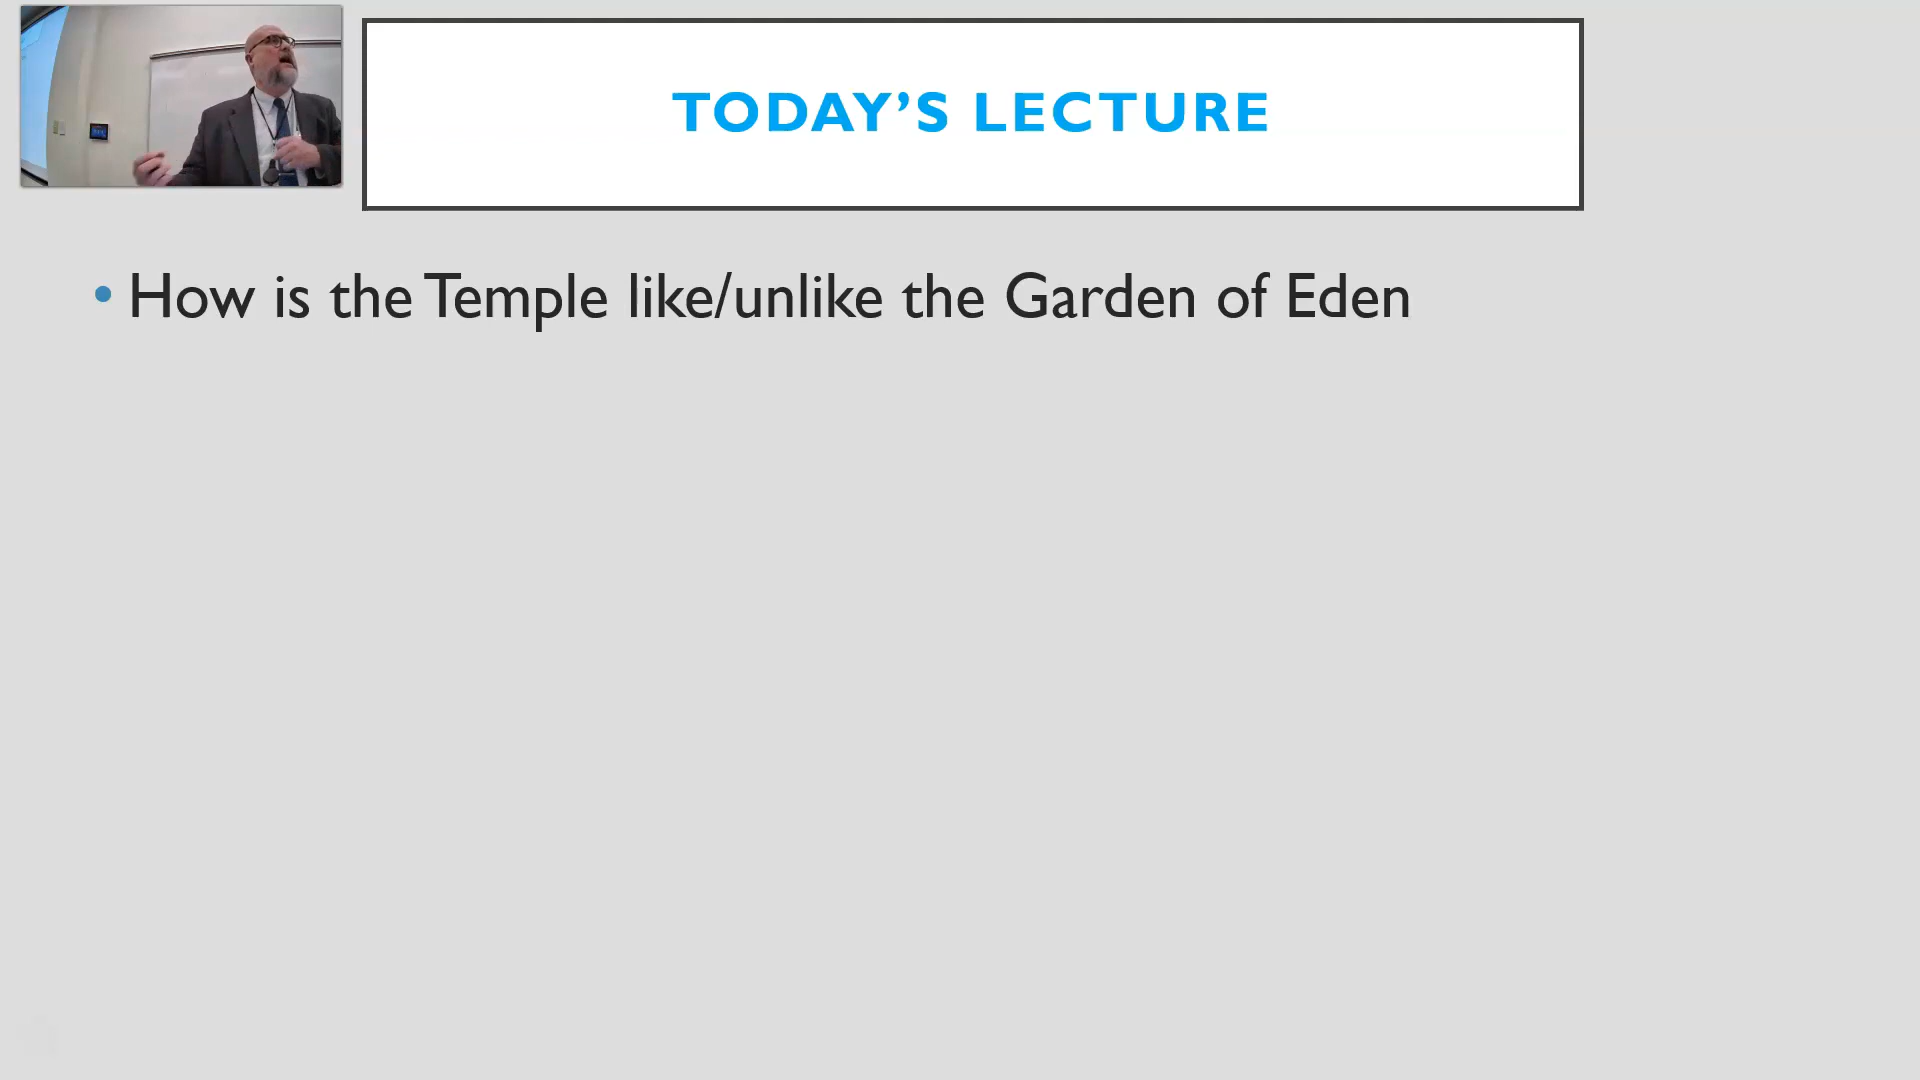 TODAY’S LECTURE
• How is the Temple like/unlike the Garden of Eden